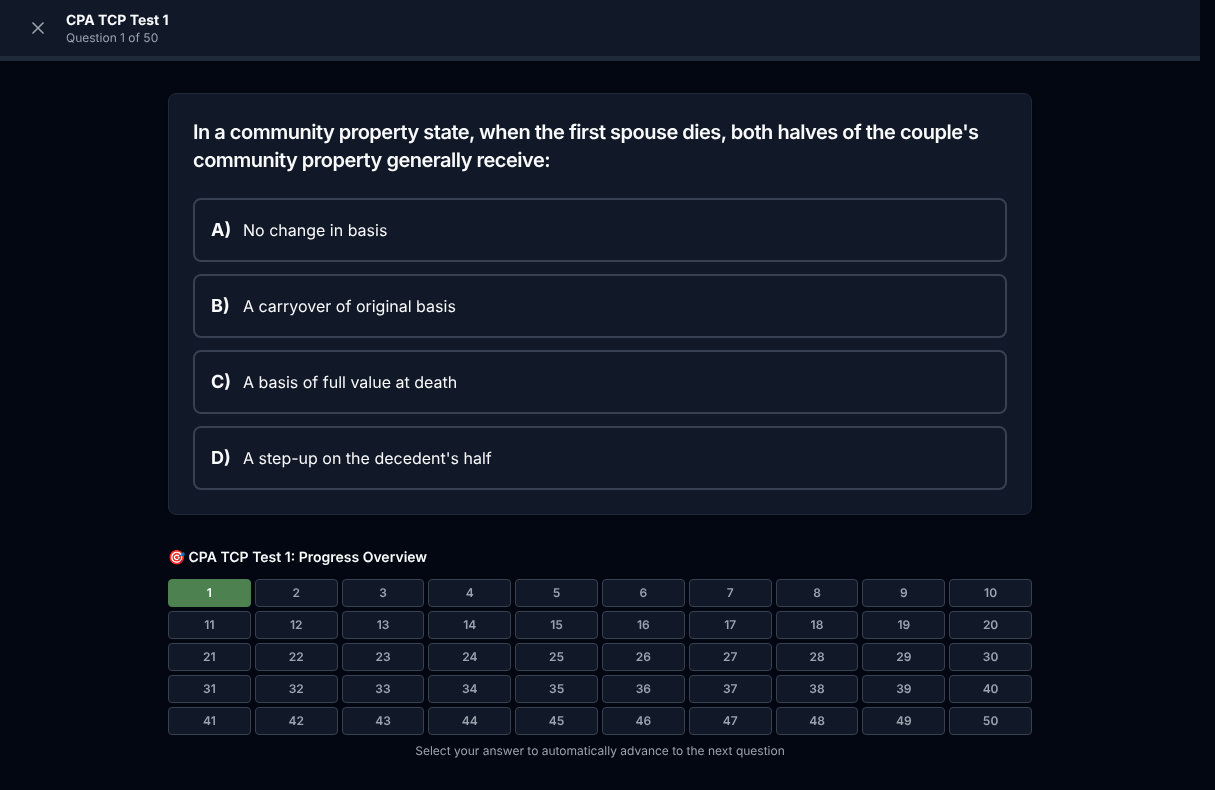 CPA TCP Test 1
Question 1 of 50
In a community property state, when the first spouse dies, both halves of the couple's
community property generally receive:
A) No change in basis
B) A carryover of original basis
C) A basis of full value at death
D) A step-up on the decedent's half
🎯 CPA TCP Test 1: Progress Overview
1 2 3 4 5 6 7 8 9 10
11 12 13 14 15 16 17 18 19 20
21 22 23 24 25 26 27 28 29 30
31 32 33 34 35 36 37 38 39 40
41 42 43 44 45 46 47 48 49 50
Select your answer to automatically advance to the next question